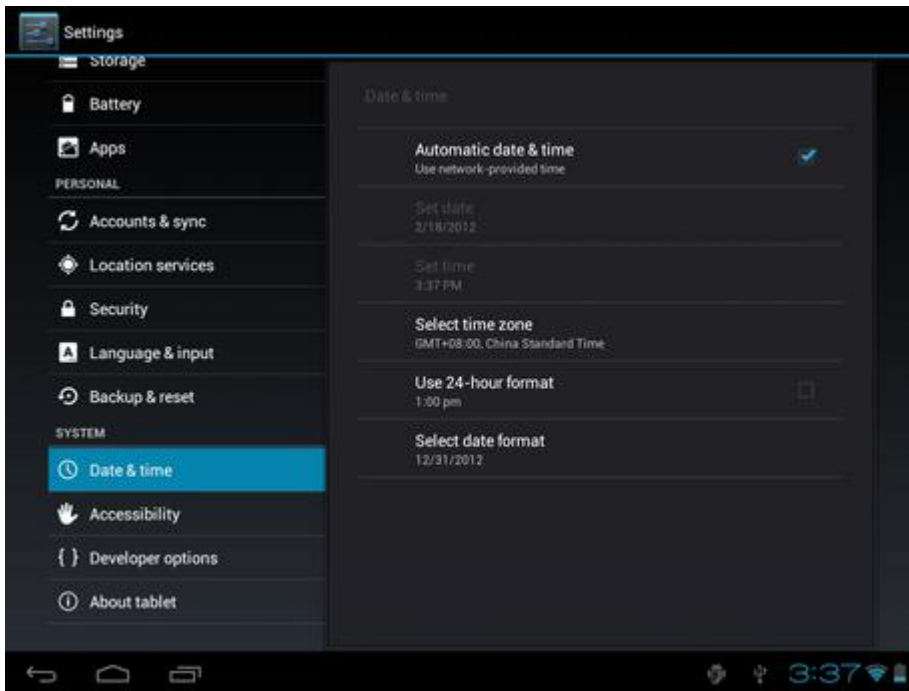 Settings
Storage
Battery
Apps
PERSONAL
Accounts & sync
Location services
Security
Language & input
Backup & reset
SYSTEM
Date & time
Accessibility
{ } Developer options
About tablet
Date & time
Automatic date & time
Use network-provided time
Set date
2/18/2012
Set time
3:37 PM
Select time zone
GMT+08:00, China Standard Time
Use 24-hour format
1:00 pm
Select date format
12/31/2012
3:37